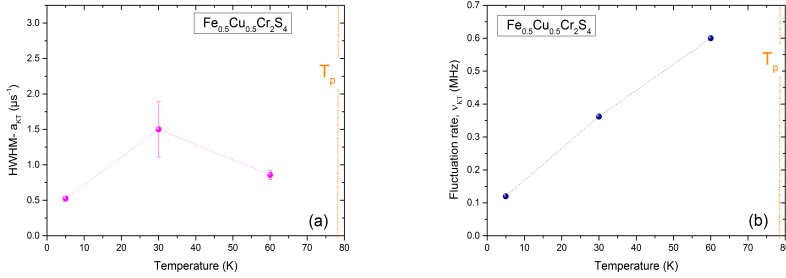 Fe0.5Cu0.5Cr2S4
3.0
2.5
2.0
1.5
1.0
0.5
0.0
HWHM- aKT (μs-1)
Tp
(a)
0 10 20 30 40 50 60 70 80
Temperature (K)
Fe0.5Cu0.5Cr2S4
0.7
0.6
0.5
0.4
0.3
0.2
0.1
0.0
Fluctuation rate, νKT (MHz)
Tp
(b)
0 10 20 30 40 50 60 70 80
Temperature (K)